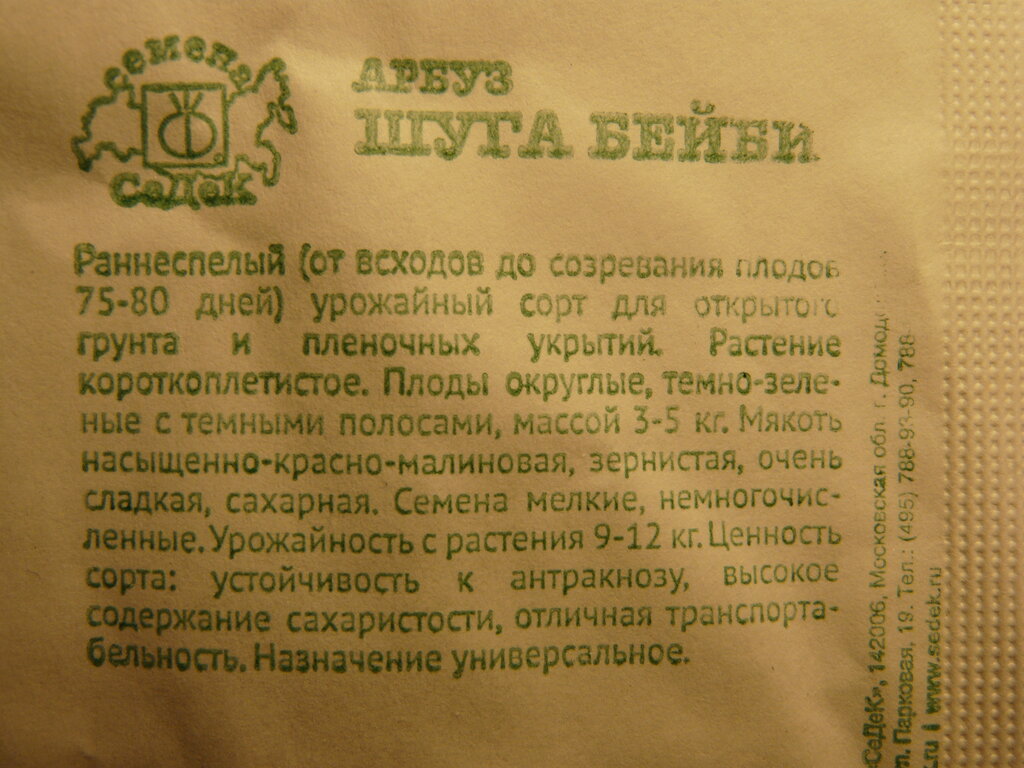 семена
СеДеК
АРБУЗ
ШУГА БЕЙБИ
Раннеспелый (от всходов до созревания плодов
75-80 дней) урожайный сорт для открытого
грунта и пленочных укрытий. Растение
короткоплетистое. Плоды округлые, темно-зеле-
ные с темными полосами, массой 3-5 кг. Мякоть
насыщенно-красно-малиновая, зернистая, очень
сладкая, сахарная. Семена мелкие, немногочис-
ленные. Урожайность с растения 9-12 кг. Ценность
сорта: устойчивость к антракнозу, высокое
содержание сахаристости, отличная транспорта-
бельность. Назначение универсальное.
«СеДеК», 142006, Московская обл. г. Домод
Парковая, 19. Тел.: (495) 788-93-90, 788
.ru | www.sedek.ru